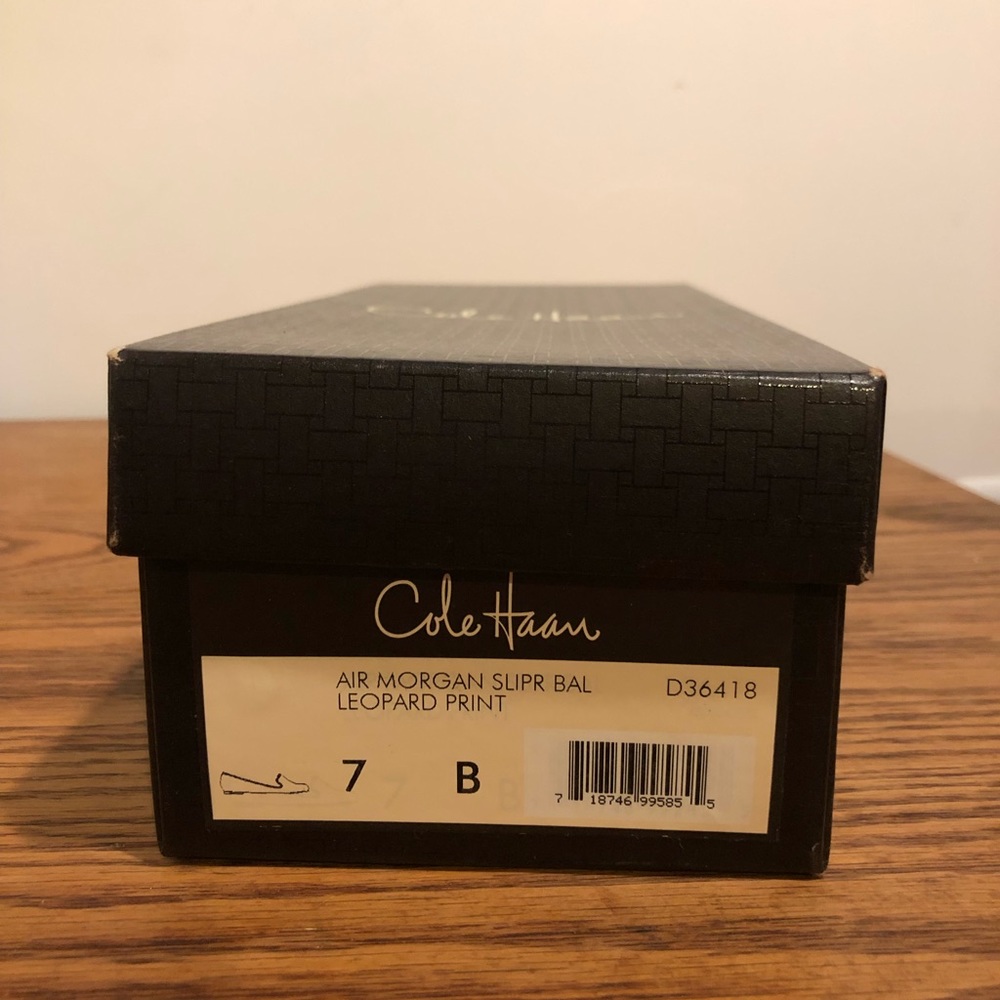 Cole Haan
Cole Haan
AIR MORGAN SLIPR BAL
LEOPARD PRINT
D36418
7 B
7 18746 99585 5